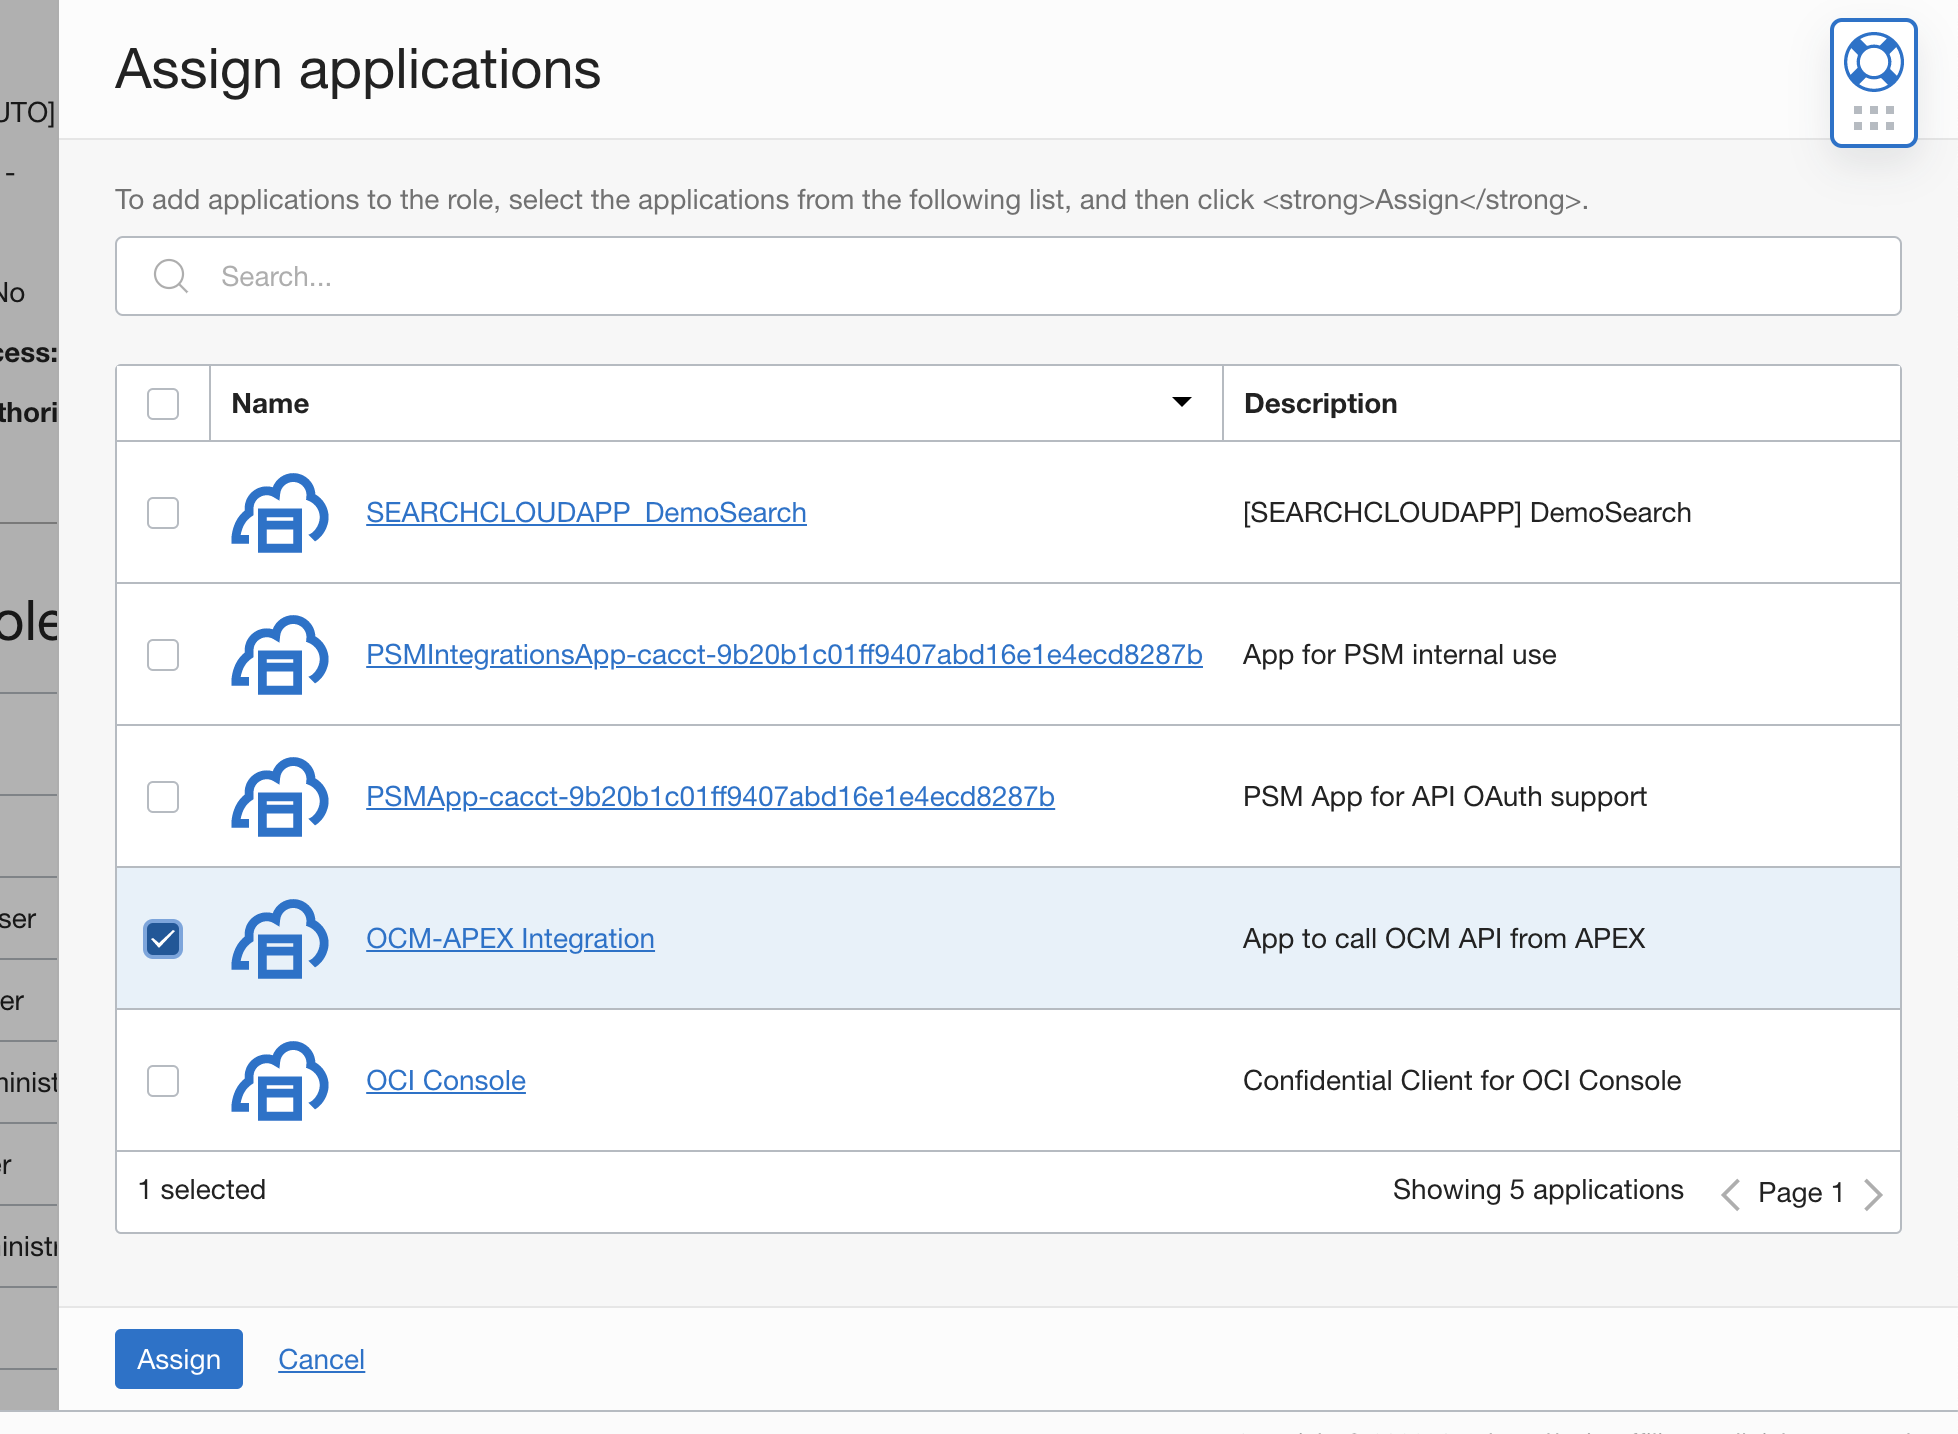 Assign applications
To add applications to the role, select the applications from the following list, and then click <strong>Assign</strong>.
Search...
Name Description
SEARCHCLOUDAPP_DemoSearch [SEARCHCLOUDAPP] DemoSearch
PSMIntegrationsApp-cacct-9b20b1c01ff9407abd16e1e4ecd8287b App for PSM internal use
PSMApp-cacct-9b20b1c01ff9407abd16e1e4ecd8287b PSM App for API OAuth support
OCM-APEX Integration App to call OCM API from APEX
OCI Console Confidential Client for OCI Console
1 selected Showing 5 applications Page 1
Assign Cancel
UTO]
-
No
cess:
thori
ole
ser
er
minist
er
inistr